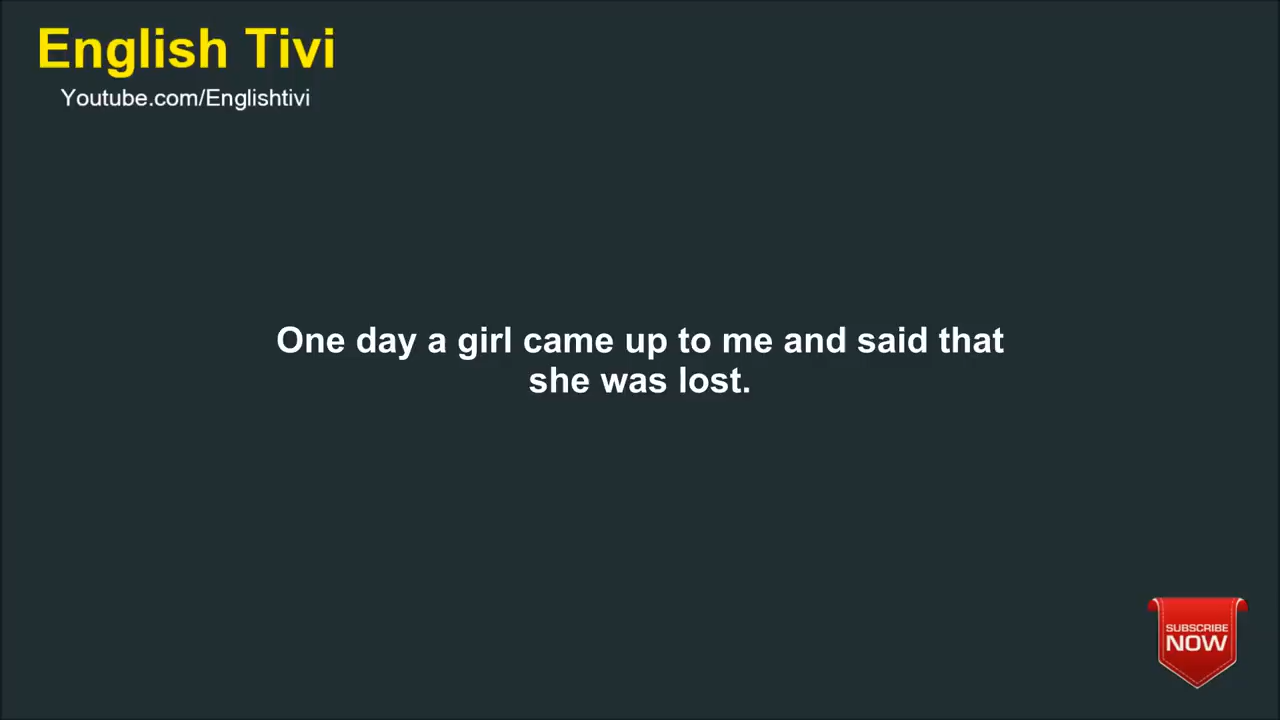 English Tivi
Youtube.com/Englishtivi
One day a girl came up to me and said that
she was lost.
SUBSCRIBE
NOW